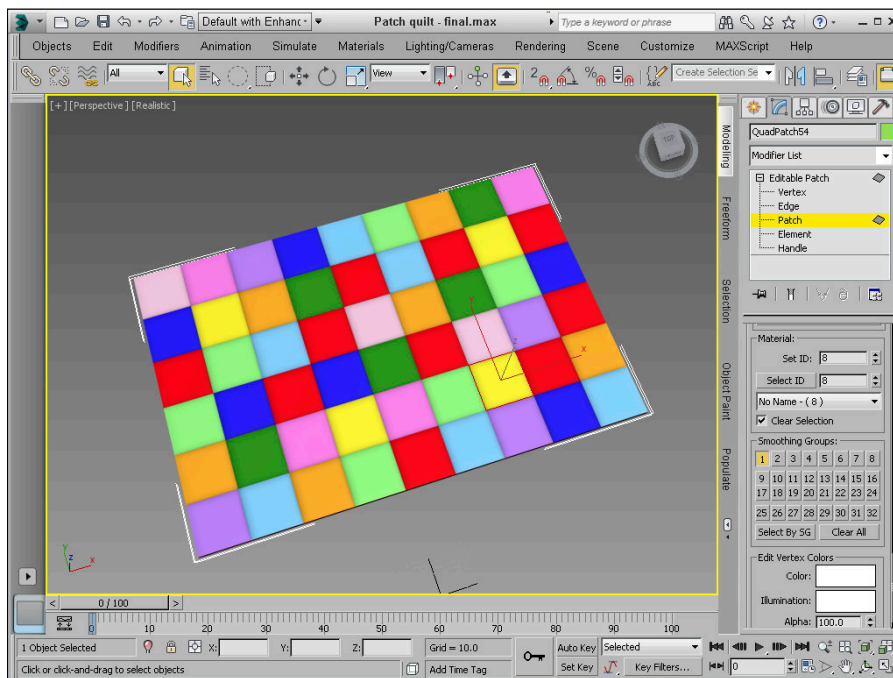 Default with Enhanc
Patch quilt - final.max
Type a keyword or phrase
Objects Edit Modifiers Animation Simulate Materials Lighting/Cameras Rendering Scene Customize MAXScript Help
All
View
2
%
ABC
Create Selection Se
[+] [Perspective] [Realistic]
TOP
Modeling
Freeform
Selection
Object Paint
Populate
QuadPatch54
Modifier List
Editable Patch
Vertex
Edge
Patch
Element
Handle
Material:
Set ID: 8
Select ID 8
No Name - ( 8 )
Clear Selection
Smoothing Groups:
1 2 3 4 5 6 7 8
9 10 11 12 13 14 15 16
17 18 19 20 21 22 23 24
25 26 27 28 29 30 31 32
Select By SG Clear All
Edit Vertex Colors
Color:
Illumination:
Alpha: 100.0
y
z
x
z
x
< 0 / 100 >
0 10 20 30 40 50 60 70 80 90 100
1 Object Selected X: Y: Z: Grid = 10.0 Auto Key Selected
Click or click-and-drag to select objects Add Time Tag Set Key Key Filters... 0